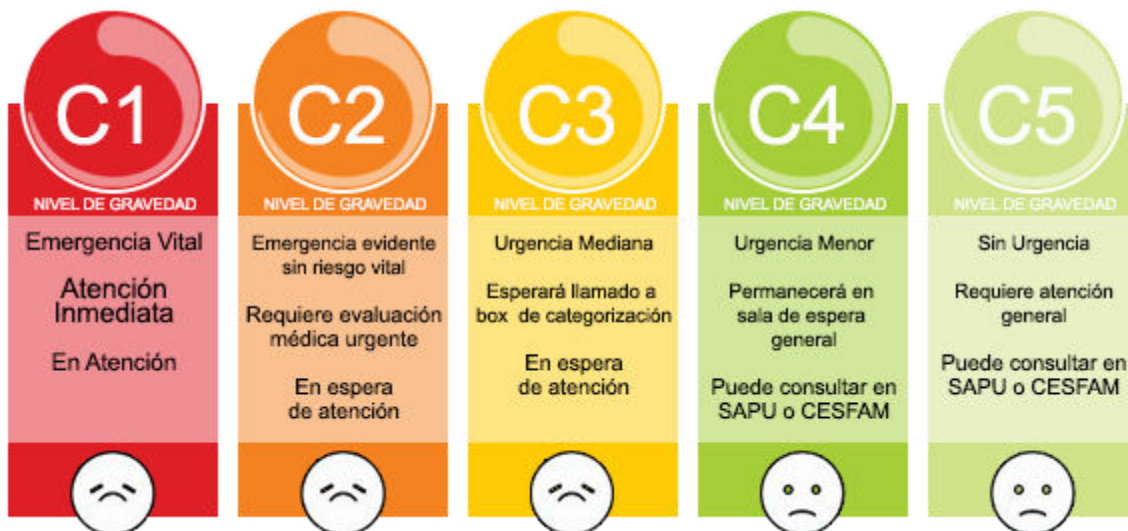 C1
NIVEL DE GRAVEDAD
Emergencia Vital
Atención
Inmediata
En Atención
C2
NIVEL DE GRAVEDAD
Emergencia evidente
sin riesgo vital
Requiere evaluación
médica urgente
En espera
de atención
C3
NIVEL DE GRAVEDAD
Urgencia Mediana
Esperará llamado a
box de categorización
En espera
de atención
C4
NIVEL DE GRAVEDAD
Urgencia Menor
Permanecerá en
sala de espera
general
Puede consultar en
SAPU o CESFAM
C5
NIVEL DE GRAVEDAD
Sin Urgencia
Requiere atención
general
Puede consultar en
SAPU o CESFAM